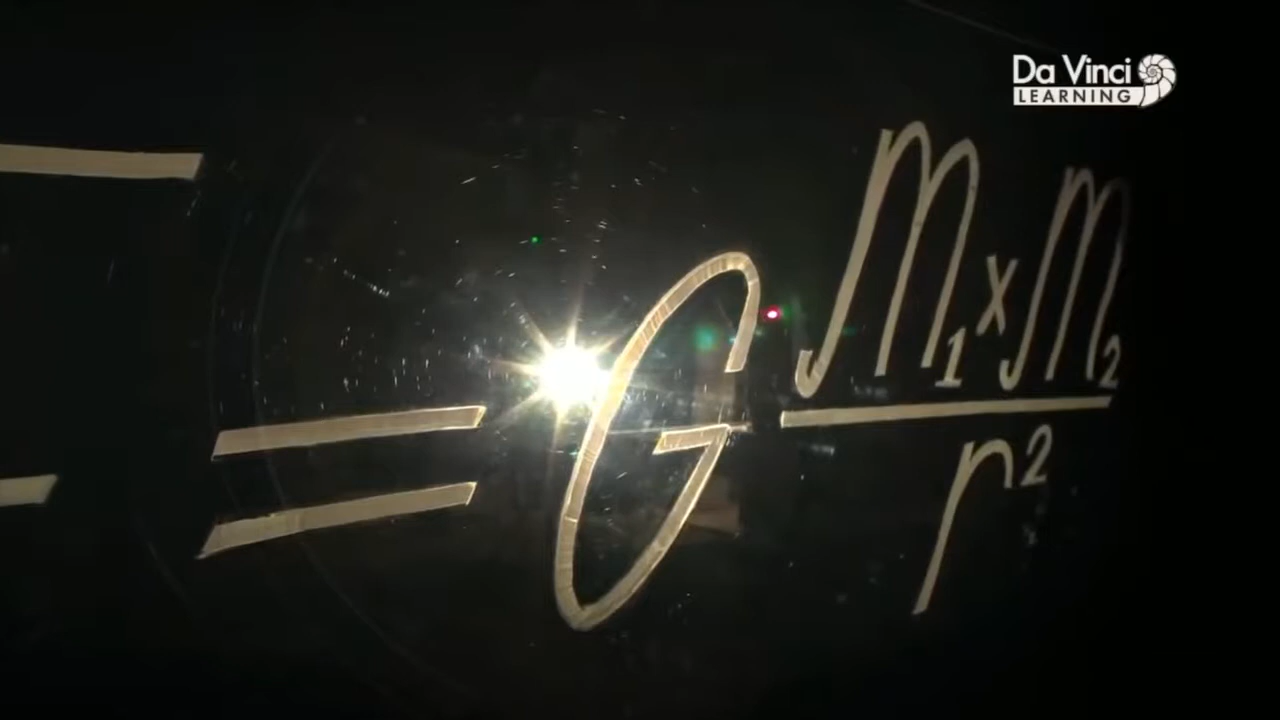 Da Vinci
LEARNING
= G m₁ x m₂ / r²